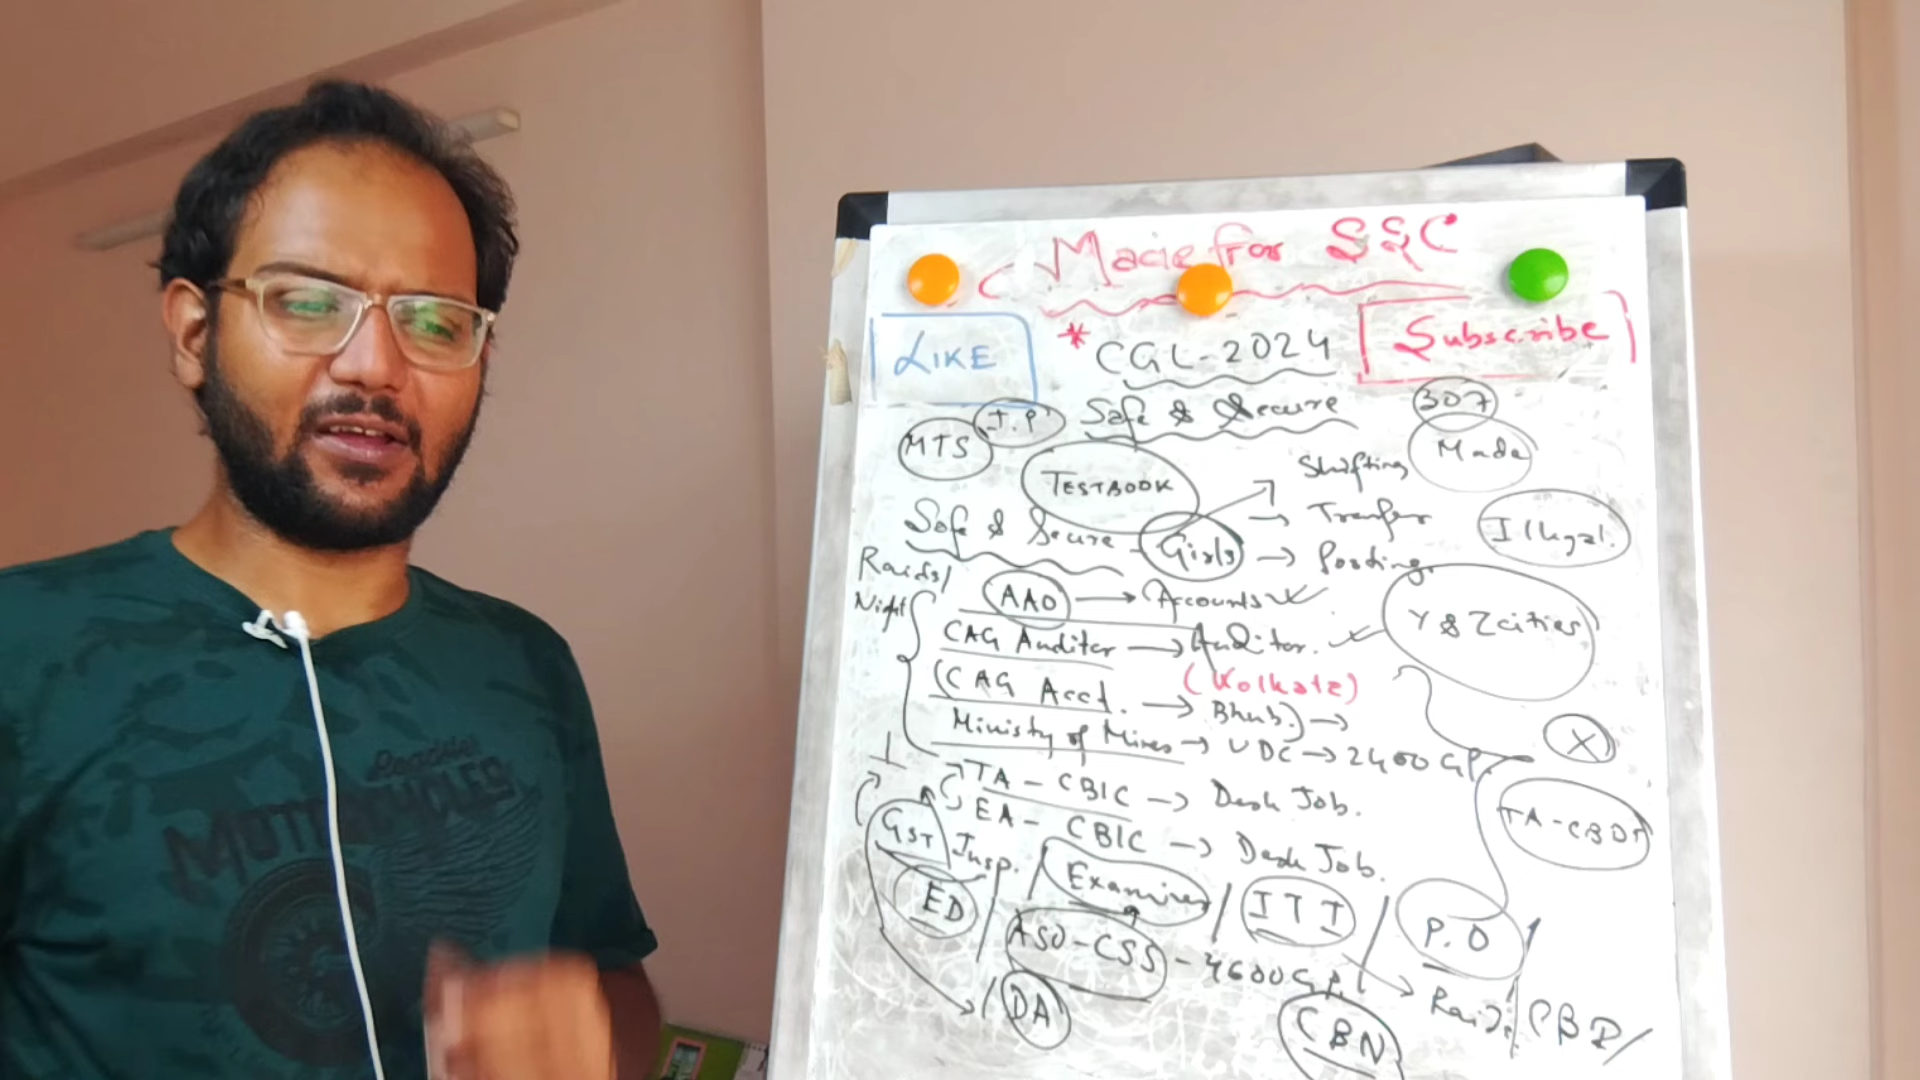 Made for SSC
LIKE
* CGL-2024
Subscribe
MTS
I.P
Safe & Secure
307
Made
TESTBOOK
Shifting
Safe & Secure - Girls
→ Transfer
→ Posting
Illegal.
Raids/
Night
AAO → Accounts
Y & Z cities
CAG Auditor → Auditor.
(Kolkata)
(CAG Acct. → Bhub.) →
Ministry of Mines → UDC → 2400 GP.
X
TA - CBIC → Desk Job.
EA - CBIC → Desk Job.
TA-CBDT
GST Insp.
ED / Examiner / ITI / P.O /
ASO-CSS - 4600 G.P.
→ Raids
/ DA
CBN
Roadster
MOTORCYCLES